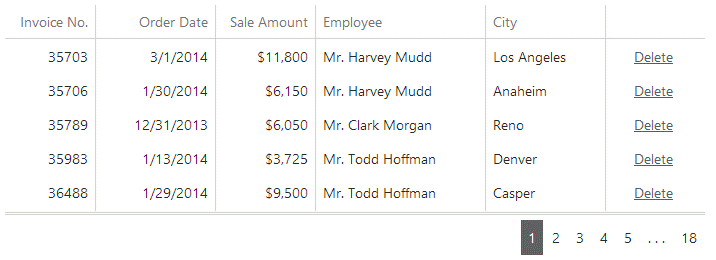 Invoice No. Order Date Sale Amount Employee City
35703 3/1/2014 $11,800 Mr. Harvey Mudd Los Angeles Delete
35706 1/30/2014 $6,150 Mr. Harvey Mudd Anaheim Delete
35789 12/31/2013 $6,050 Mr. Clark Morgan Reno Delete
35983 1/13/2014 $3,725 Mr. Todd Hoffman Denver Delete
36488 1/29/2014 $9,500 Mr. Todd Hoffman Casper Delete
1 2 3 4 5 ... 18